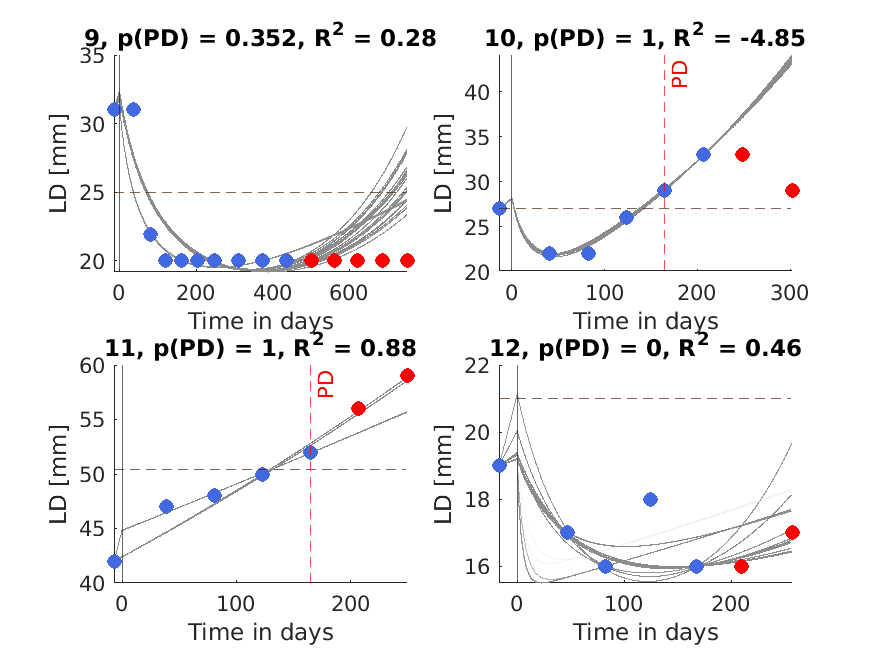 9, p(PD) = 0.352, R² = 0.28
35
30
25
20
LD [mm]
0 200 400 600
Time in days
10, p(PD) = 1, R² = -4.85
40
35
30
25
20
LD [mm]
PD
0 100 200 300
Time in days
11, p(PD) = 1, R² = 0.88
60
55
50
45
40
LD [mm]
PD
0 100 200
Time in days
12, p(PD) = 0, R² = 0.46
22
20
18
16
LD [mm]
0 100 200
Time in days